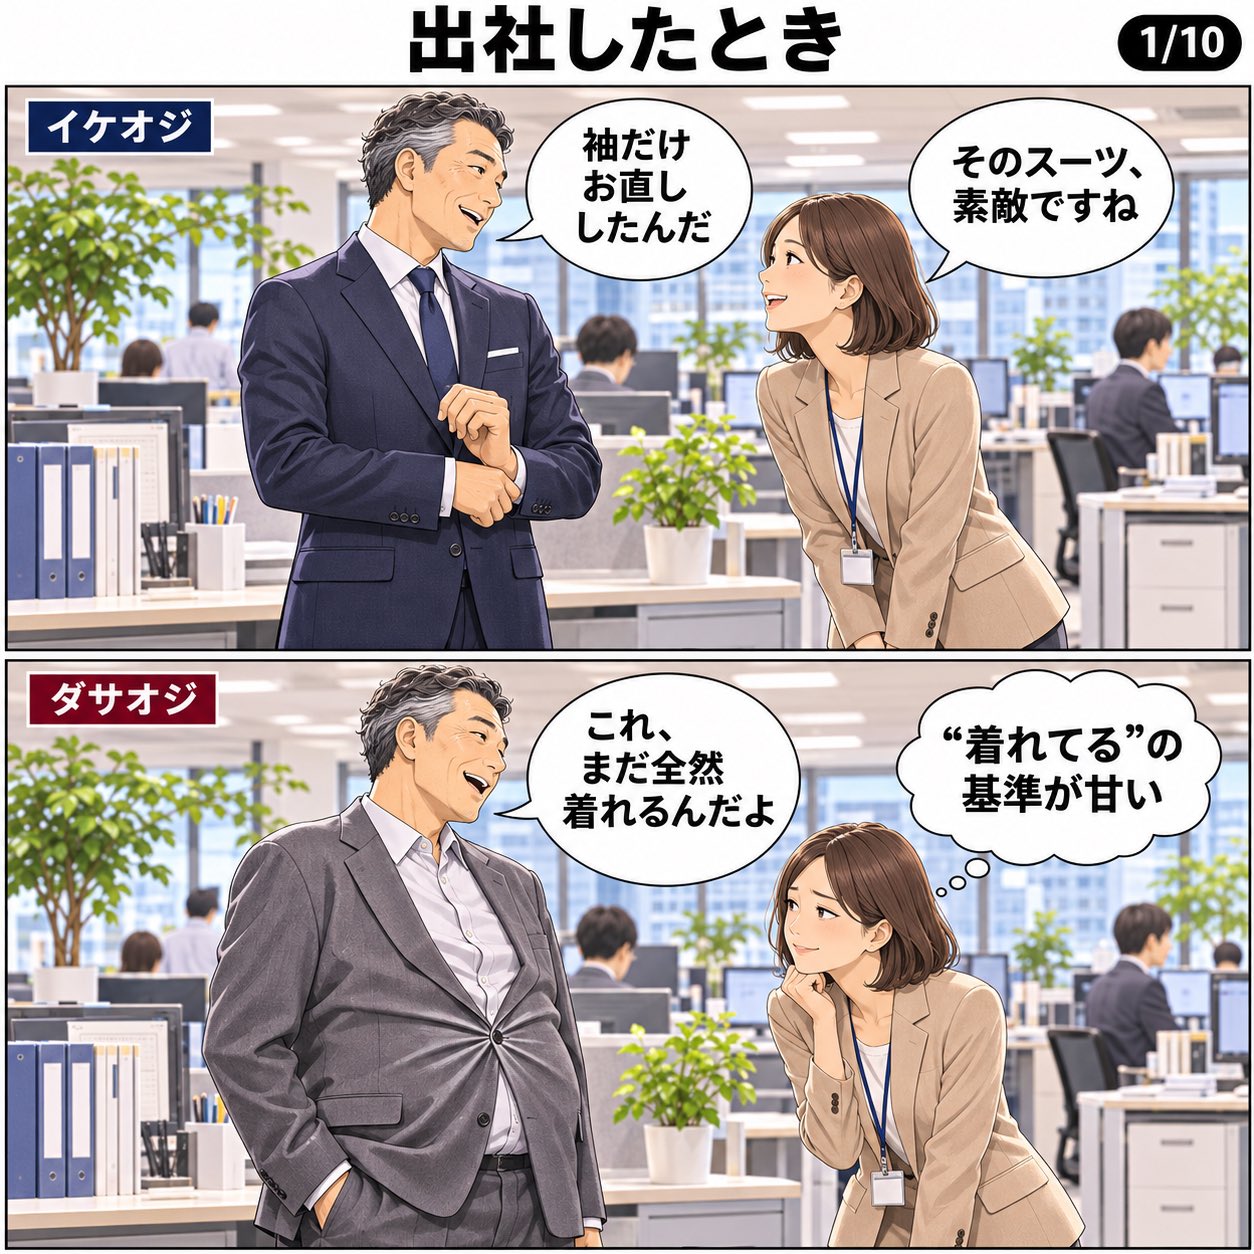 出社したとき
1/10
イケオジ
袖だけ
お直し
したんだ
そのスーツ、
素敵ですね
ダサオジ
これ、
まだ全然
着れるんだよ
“着れてる”の
基準が甘い